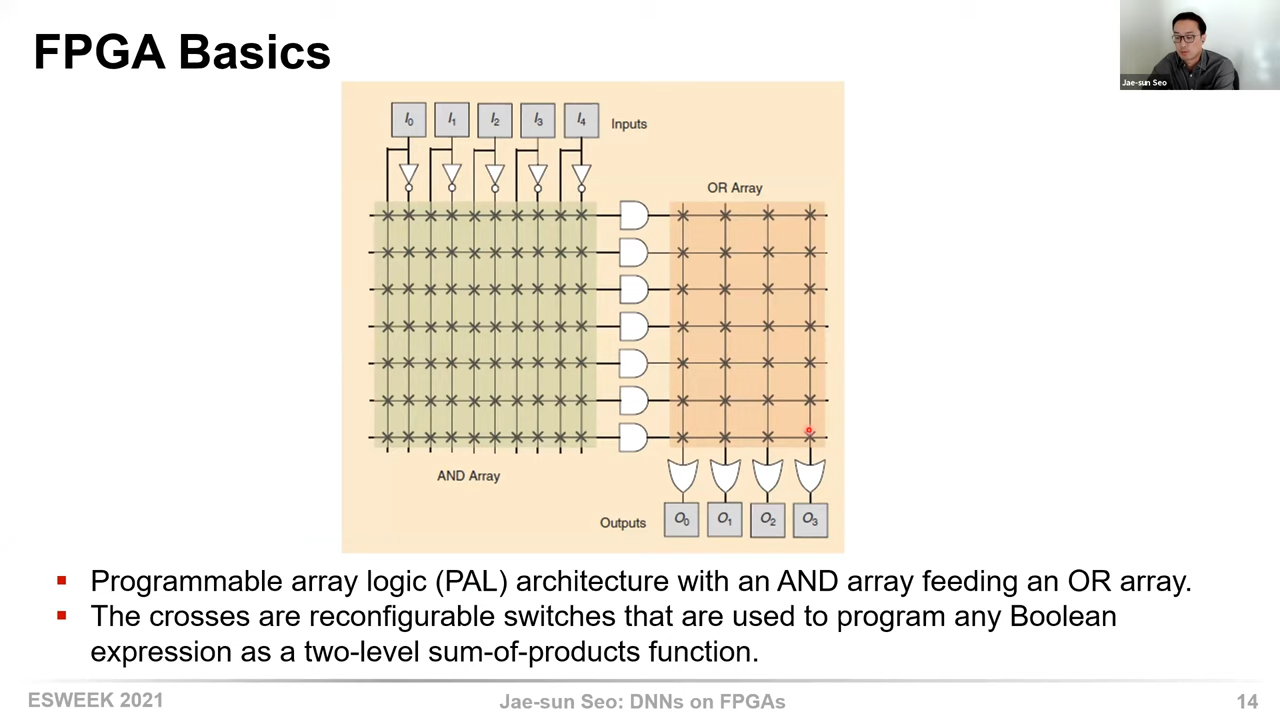 FPGA Basics
Jae-sun Seo
I0 I1 I2 I3 I4 Inputs
OR Array
AND Array
Outputs O0 O1 O2 O3
Programmable array logic (PAL) architecture with an AND array feeding an OR array.
The crosses are reconfigurable switches that are used to program any Boolean
expression as a two-level sum-of-products function.
ESWEEK 2021 Jae-sun Seo: DNNs on FPGAs 14